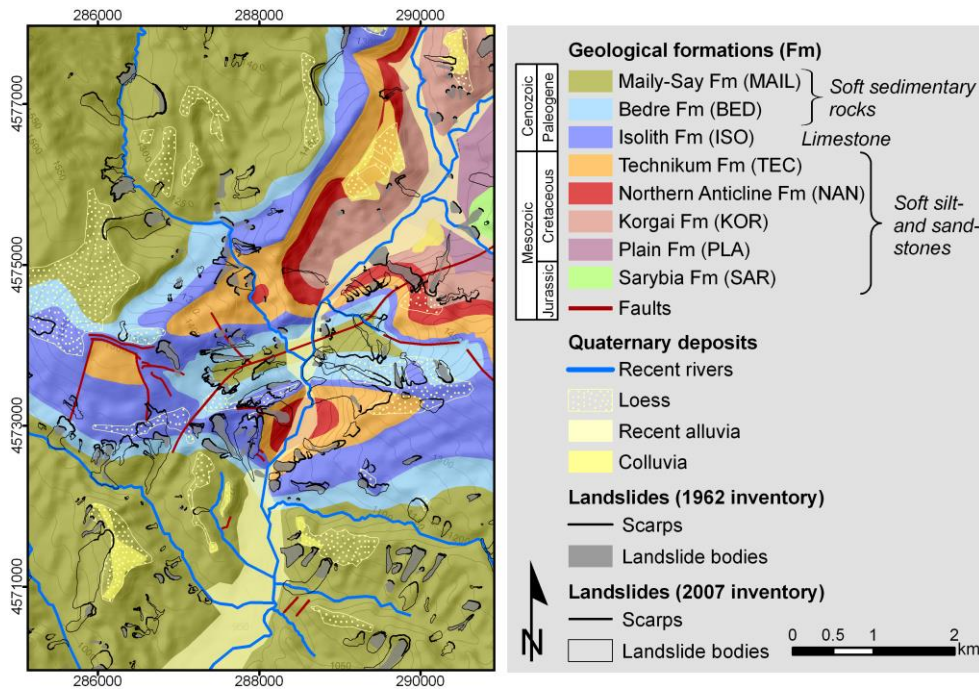 286000 288000 290000
4577000
4575000
4573000
4571000
286000 288000 290000
Geological formations (Fm)
Cenozoic
Paleogene
Mesozoic
Cretaceous
Jurassic
Maily-Say Fm (MAIL)
Bedre Fm (BED)
Soft sedimentary
rocks
Isolith Fm (ISO)
Limestone
Technikum Fm (TEC)
Northern Anticline Fm (NAN)
Korgai Fm (KOR)
Plain Fm (PLA)
Sarybia Fm (SAR)
Soft silt-
and sand-
stones
Faults
Quaternary deposits
Recent rivers
Loess
Recent alluvia
Colluvia
Landslides (1962 inventory)
Scarps
Landslide bodies
Landslides (2007 inventory)
Scarps
Landslide bodies
N
0 0.5 1 2
km